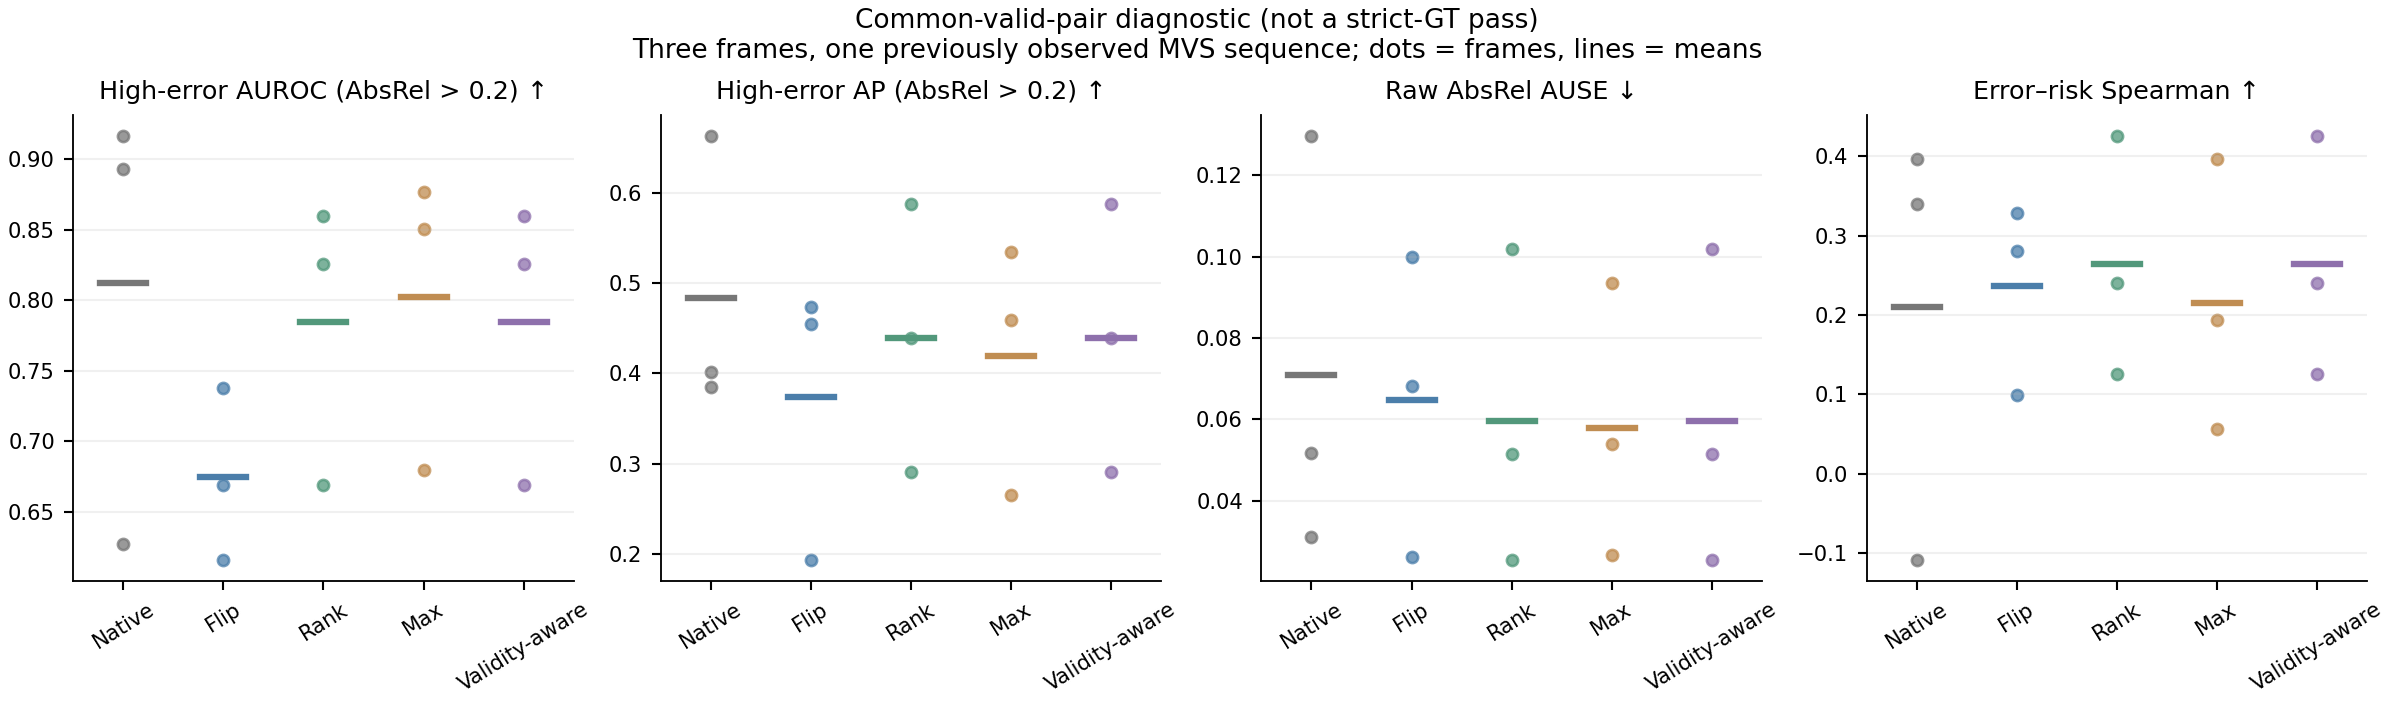 Common-valid-pair diagnostic (not a strict-GT pass)
Three frames, one previously observed MVS sequence; dots = frames, lines = means
High-error AUROC (AbsRel > 0.2) ↑
0.90
0.85
0.80
0.75
0.70
0.65
Native
Flip
Rank
Max
Validity-aware
High-error AP (AbsRel > 0.2) ↑
0.6
0.5
0.4
0.3
0.2
Native
Flip
Rank
Max
Validity-aware
Raw AbsRel AUSE ↓
0.12
0.10
0.08
0.06
0.04
Native
Flip
Rank
Max
Validity-aware
Error–risk Spearman ↑
0.4
0.3
0.2
0.1
0.0
−0.1
Native
Flip
Rank
Max
Validity-aware